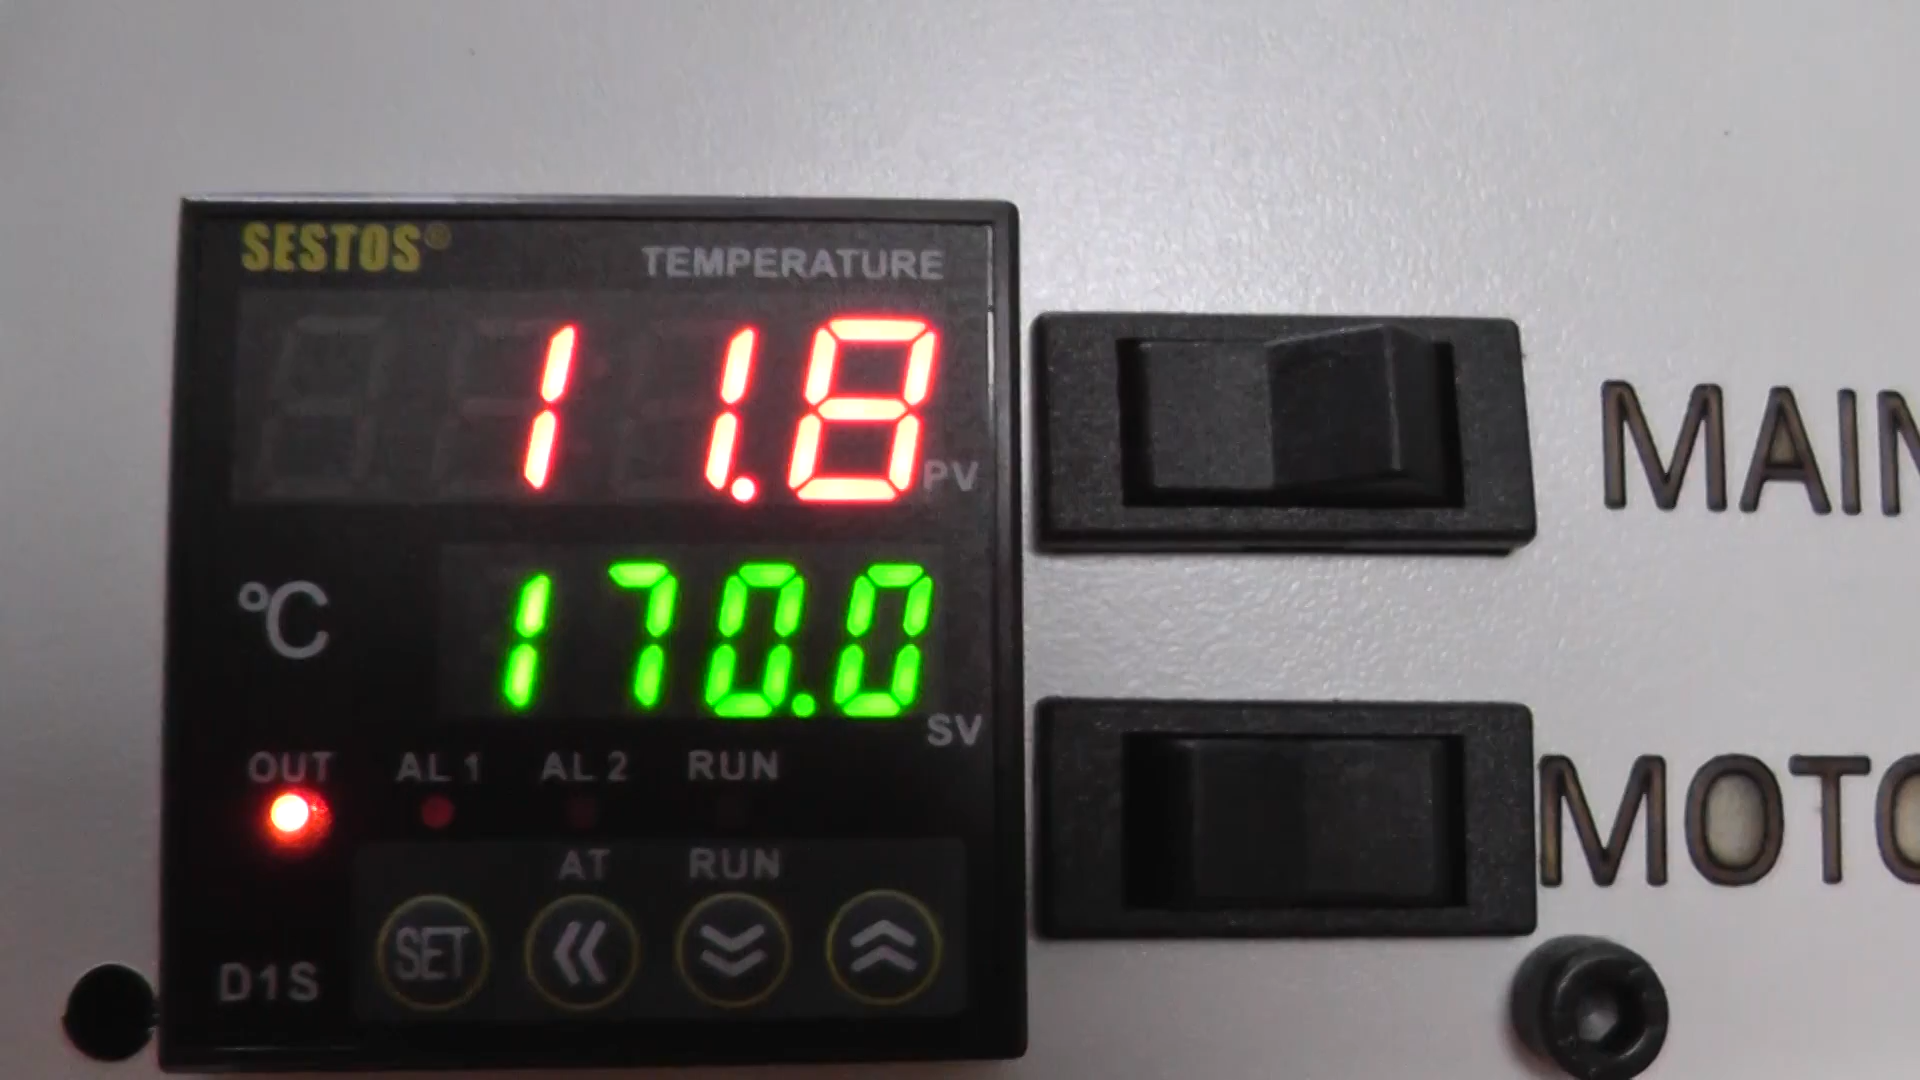 SESTOS®
TEMPERATURE
11.8
PV
°C
170.0
SV
OUT AL 1 AL 2 RUN
AT RUN
SET
D1S
MAIN
MOTO